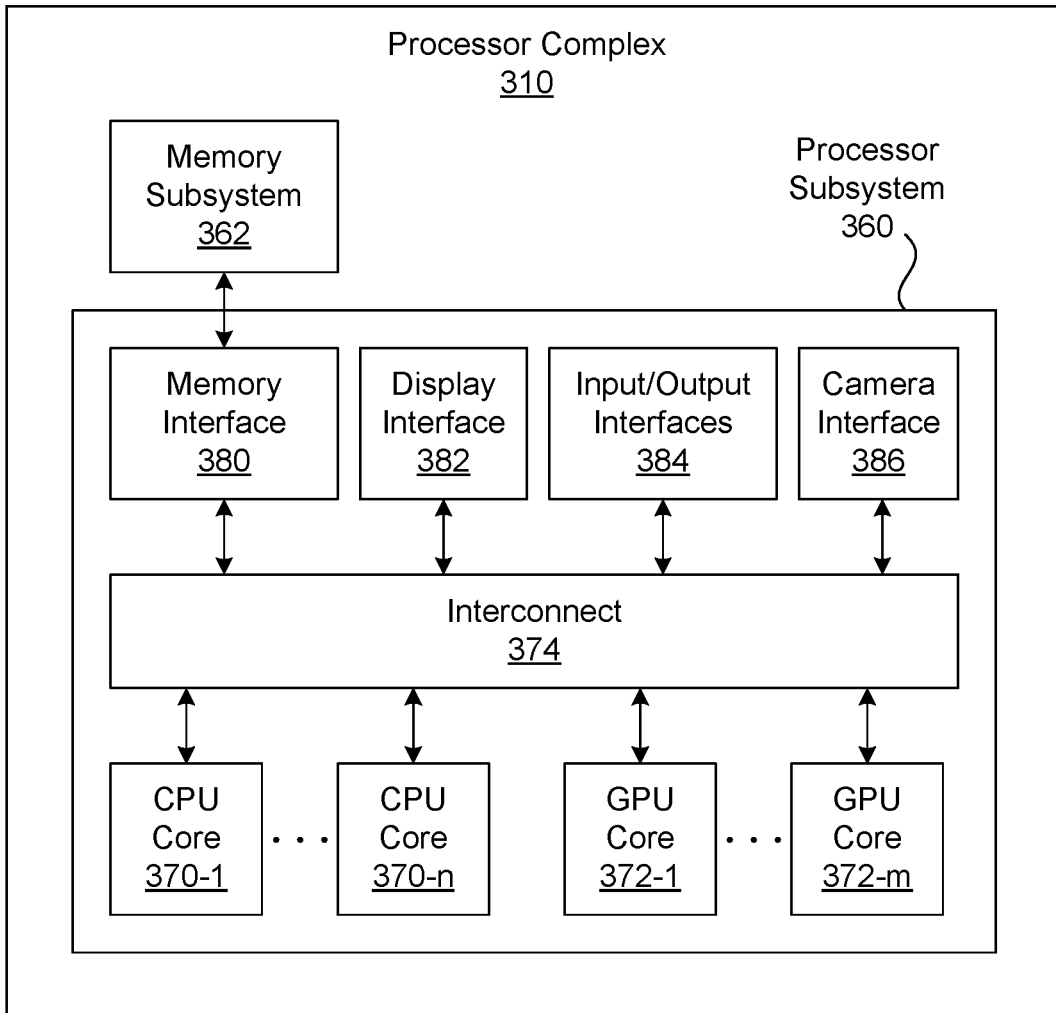 Processor Complex
310
Memory
Subsystem
362
Processor
Subsystem
360
Memory
Interface
380
Display
Interface
382
Input/Output
Interfaces
384
Camera
Interface
386
Interconnect
374
CPU
Core
370-1
. . .
CPU
Core
370-n
GPU
Core
372-1
. . .
GPU
Core
372-m